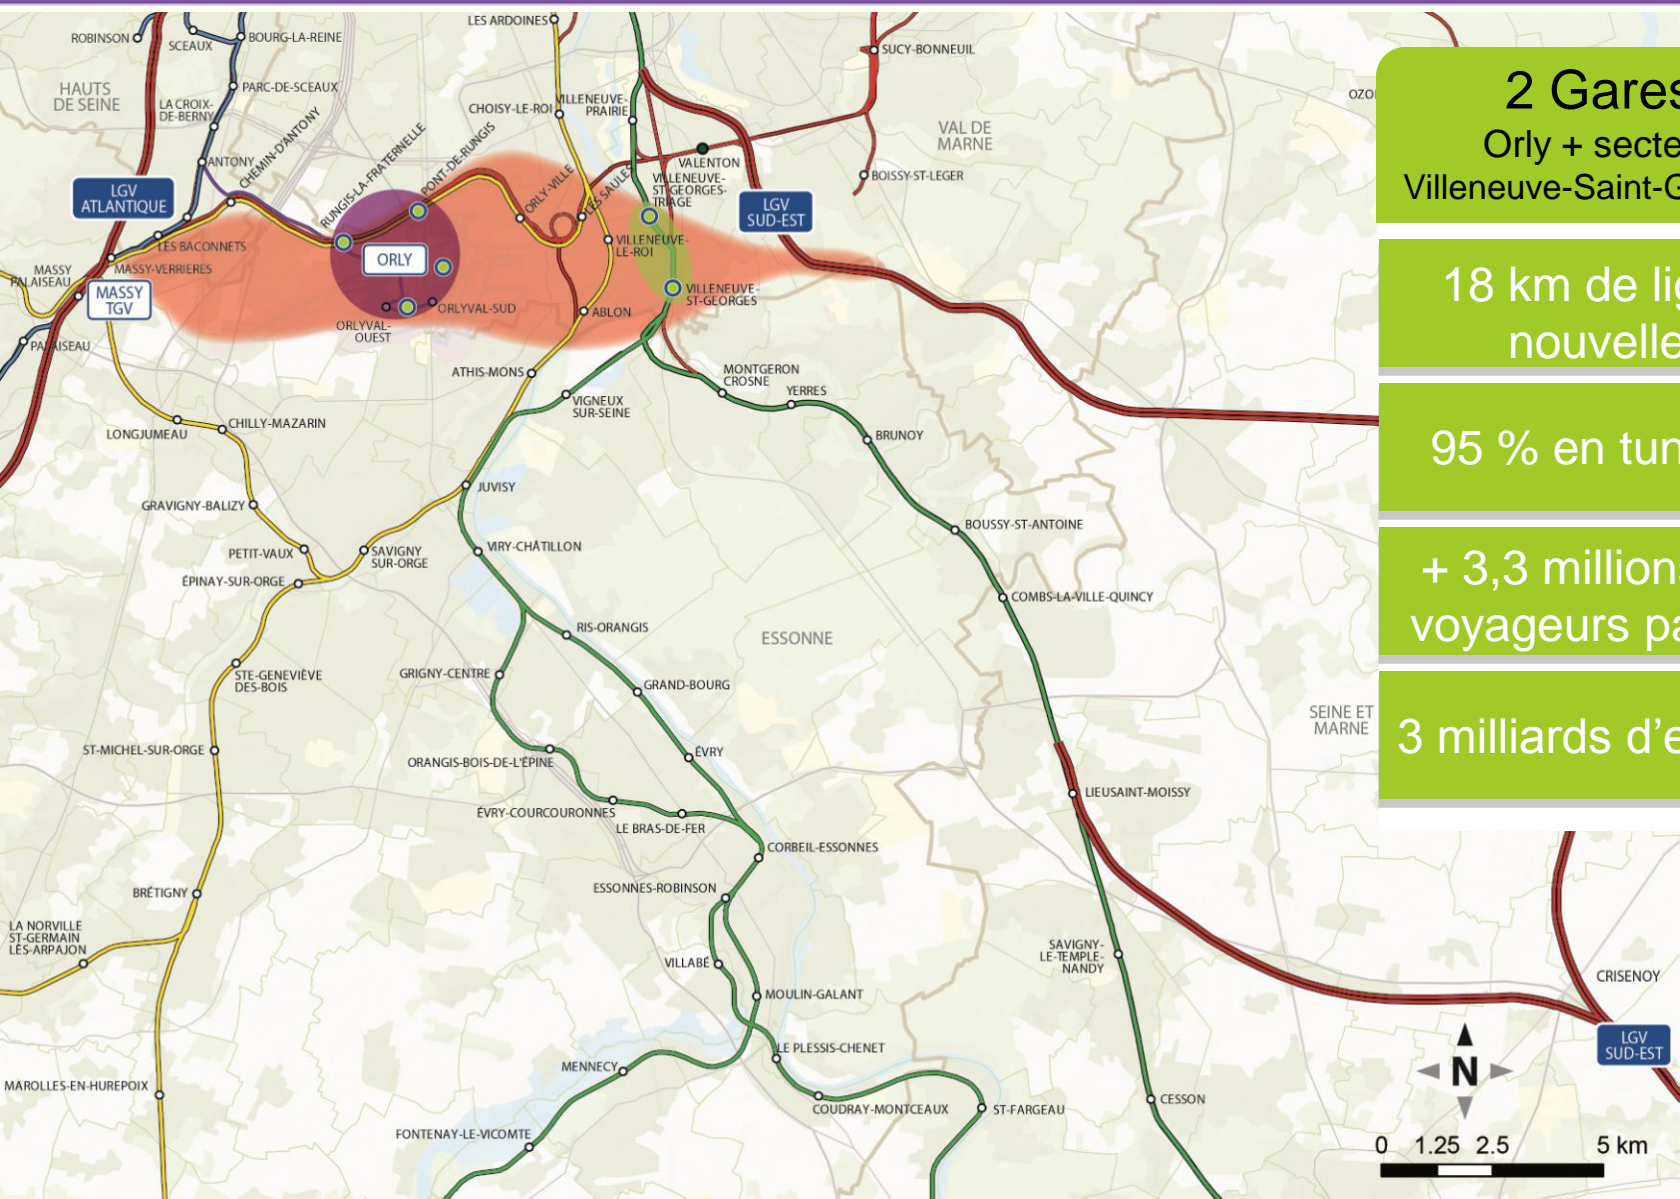 LES ARDOINES
ROBINSON
SCEAUX
BOURG-LA-REINE
SUCY-BONNEUIL
HAUTS
DE SEINE
PARC-DE-SCEAUX
LA CROIX-
DE-BERNY
CHOISY-LE-ROI
VILLENEUVE-
PRAIRIE
VAL DE
MARNE
ANTONY
CHEMIN-D'ANTONY
RUNGIS-LA-FRATERNELLE
PONT-DE-RUNGIS
ORLY-VILLE
LES SAULES
VALENTON
VILLENEUVE-
ST-GEORGES-
TRIAGE
BOISSY-ST-LEGER
LGV
ATLANTIQUE
LGV
SUD-EST
LES BACONNETS
MASSY-VERRIERES
MASSY
PALAISEAU
MASSY
TGV
ORLY
VILLENEUVE-
LE-ROI
VILLENEUVE-
ST-GEORGES
ORLYVAL-SUD
ORLYVAL-
OUEST
ABLON
PALAISEAU
ATHIS-MONS
MONTGERON
CROSNE
YERRES
VIGNEUX
SUR-SEINE
BRUNOY
LONGJUMEAU
CHILLY-MAZARIN
JUVISY
GRAVIGNY-BALIZY
BOUSSY-ST-ANTOINE
PETIT-VAUX
SAVIGNY
SUR-ORGE
VIRY-CHÂTILLON
ÉPINAY-SUR-ORGE
COMBS-LA-VILLE-QUINCY
RIS-ORANGIS
ESSONNE
STE-GENEVIÈVE
DES-BOIS
GRIGNY-CENTRE
GRAND-BOURG
SEINE ET
MARNE
ST-MICHEL-SUR-ORGE
ORANGIS-BOIS-DE-L'ÉPINE
ÉVRY
LIEUSAINT-MOISSY
ÉVRY-COURCOURONNES
LE BRAS-DE-FER
CORBEIL-ESSONNES
BRÉTIGNY
ESSONNES-ROBINSON
LA NORVILLE
ST-GERMAIN
LÈS-ARPAJON
VILLABÉ
SAVIGNY-
LE-TEMPLE-
NANDY
CRISENOY
MOULIN-GALANT
LGV
SUD-EST
LE PLESSIS-CHENET
MENNECY
MAROLLES-EN-HUREPOIX
COUDRAY-MONTCEAUX
ST-FARGEAU
CESSON
FONTENAY-LE-VICOMTE
N
0 1.25 2.5 5 km
OZO
2 Gares
Orly + secte
Villeneuve-Saint-G
18 km de lig
nouvelle
95 % en tun
+ 3,3 millions
voyageurs pa
3 milliards d'e